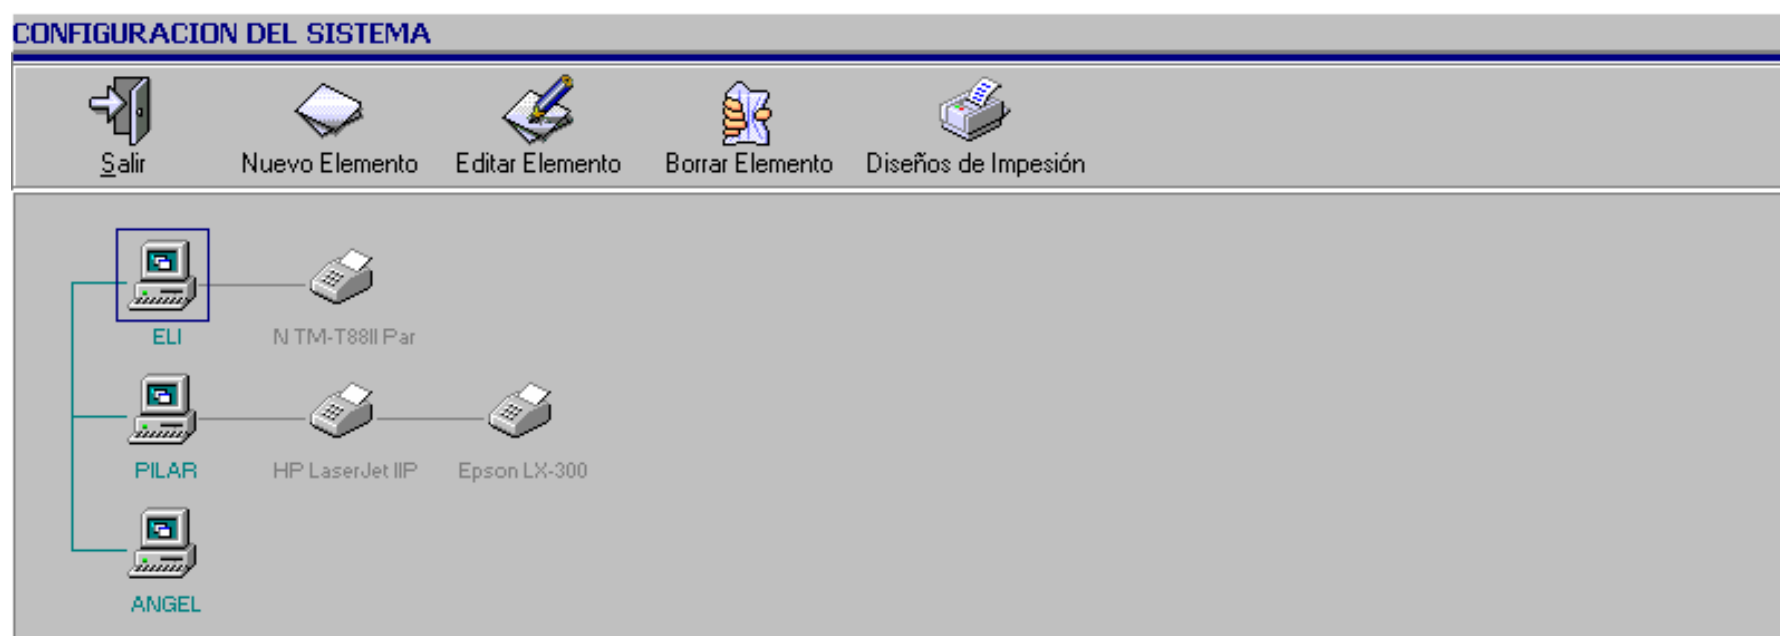 CONFIGURACION DEL SISTEMA
Salir Nuevo Elemento Editar Elemento Borrar Elemento Diseños de Impesión
ELI N TM-T88II Par
PILAR HP LaserJet IIP Epson LX-300
ANGEL